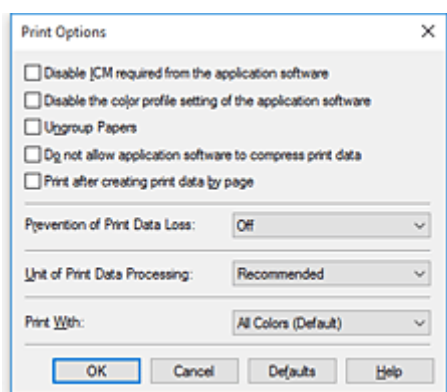 Print Options
Disable ICM required from the application software
Disable the color profile setting of the application software
Ungroup Papers
Do not allow application software to compress print data
Print after creating print data by page
Prevention of Print Data Loss: Off
Unit of Print Data Processing: Recommended
Print With: All Colors (Default)
OK Cancel Defaults Help